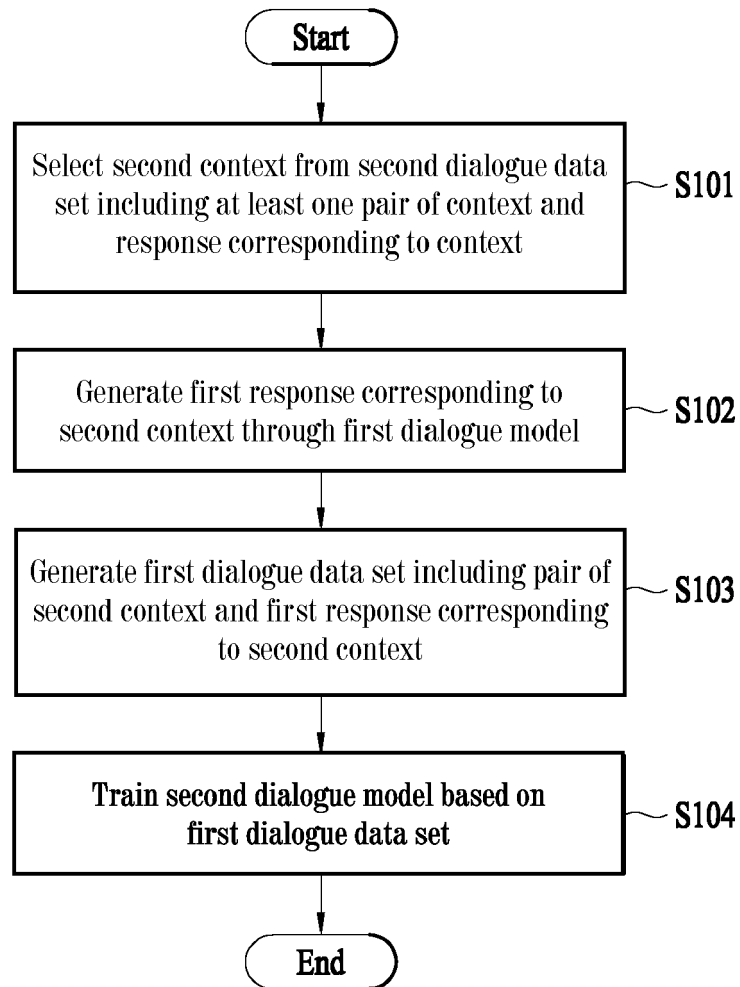 Start
Select second context from second dialogue data
set including at least one pair of context and
response corresponding to context
S101
Generate first response corresponding to
second context through first dialogue model
S102
Generate first dialogue data set including pair of
second context and first response corresponding
to second context
S103
Train second dialogue model based on
first dialogue data set
S104
End